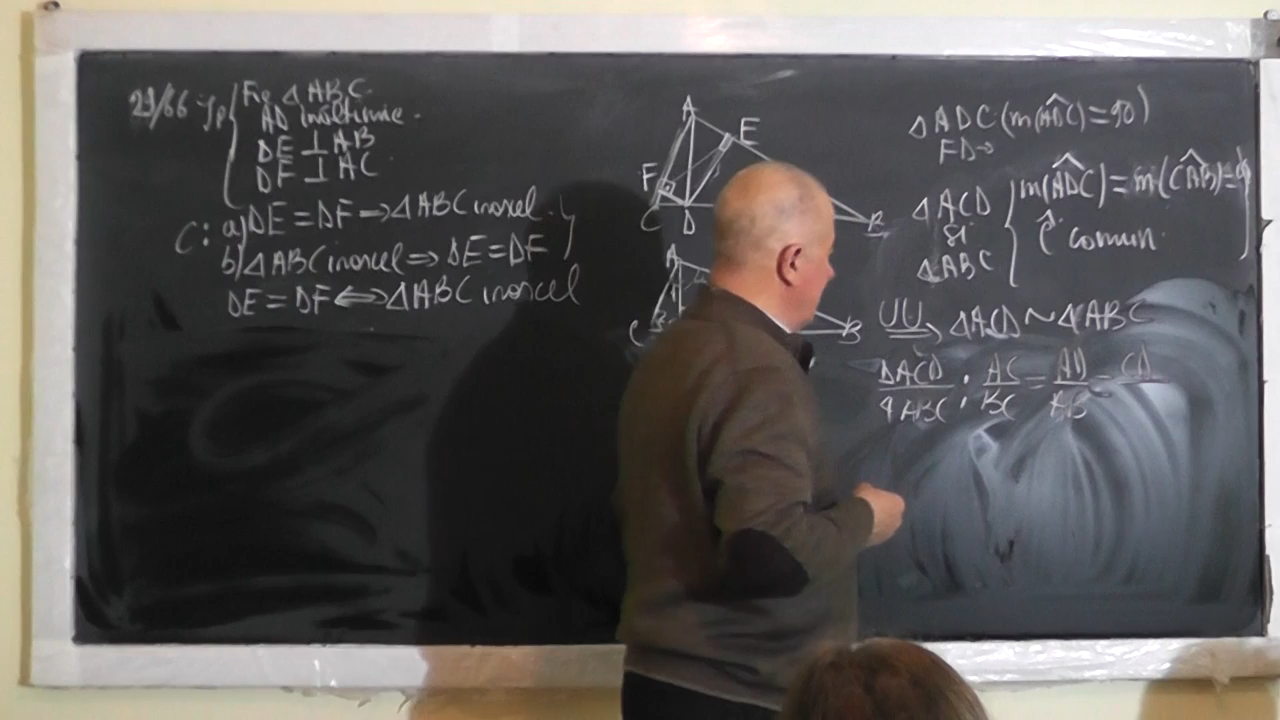 29/66 Ip { Fie △ABC
AD înălțime.
DE ⊥ AB
DF ⊥ AC
C: a) DE = DF ⇒ △ABC isoscel.
b) △ABC isoscel ⇒ DE = DF
DE = DF ⇔ △ABC isoscel
A
E
F
C D B
A
C B
△ADC (m(ADC) = 90)
FD→
△ACD
și
△ABC
m(ADC) = m(CAB) =
Ĉ comun.
UU ⇒ △ACD ~ △ABC
△ACD / △ABC : AC / BC = AD / AB = CD